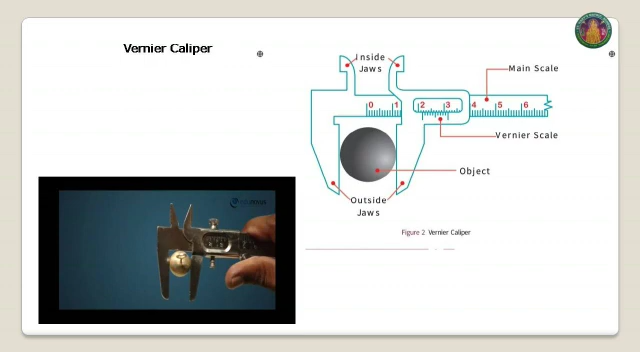 Vernier Caliper
Inside
Jaws
Main Scale
0 1 2 3 4 5 6
Vernier Scale
Object
Outside
Jaws
Figure 2 Vernier Caliper